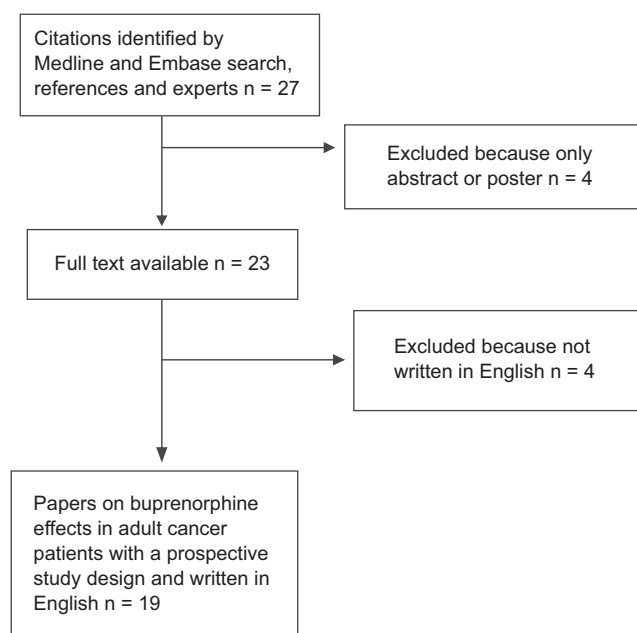 Citations identified by
Medline and Embase search,
references and experts n = 27
Excluded because only
abstract or poster n = 4
Full text available n = 23
Excluded because not
written in English n = 4
Papers on buprenorphine
effects in adult cancer
patients with a prospective
study design and written in
English n = 19